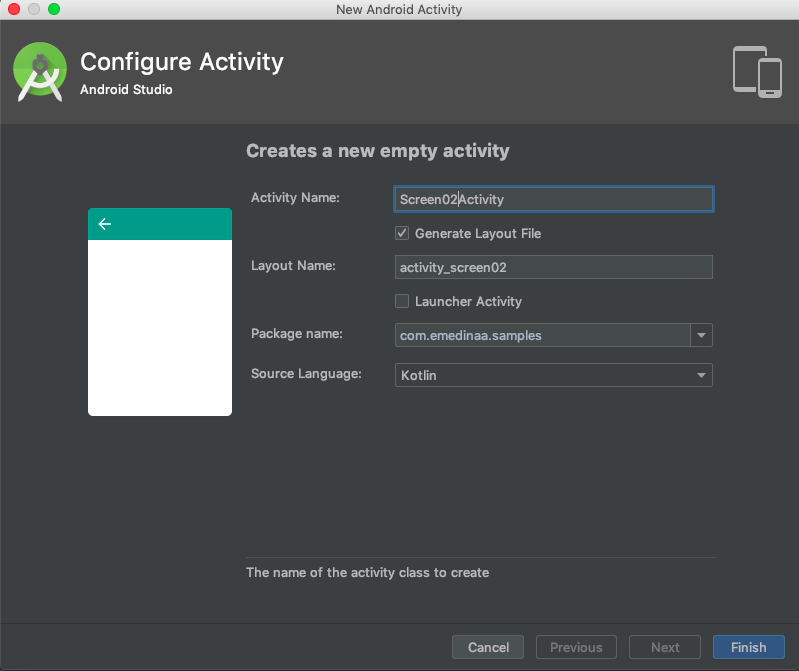 New Android Activity
Configure Activity
Android Studio
Creates a new empty activity
Activity Name: Screen02Activity
Generate Layout File
Layout Name: activity_screen02
Launcher Activity
Package name: com.emedinaa.samples
Source Language: Kotlin
The name of the activity class to create
Cancel Previous Next Finish